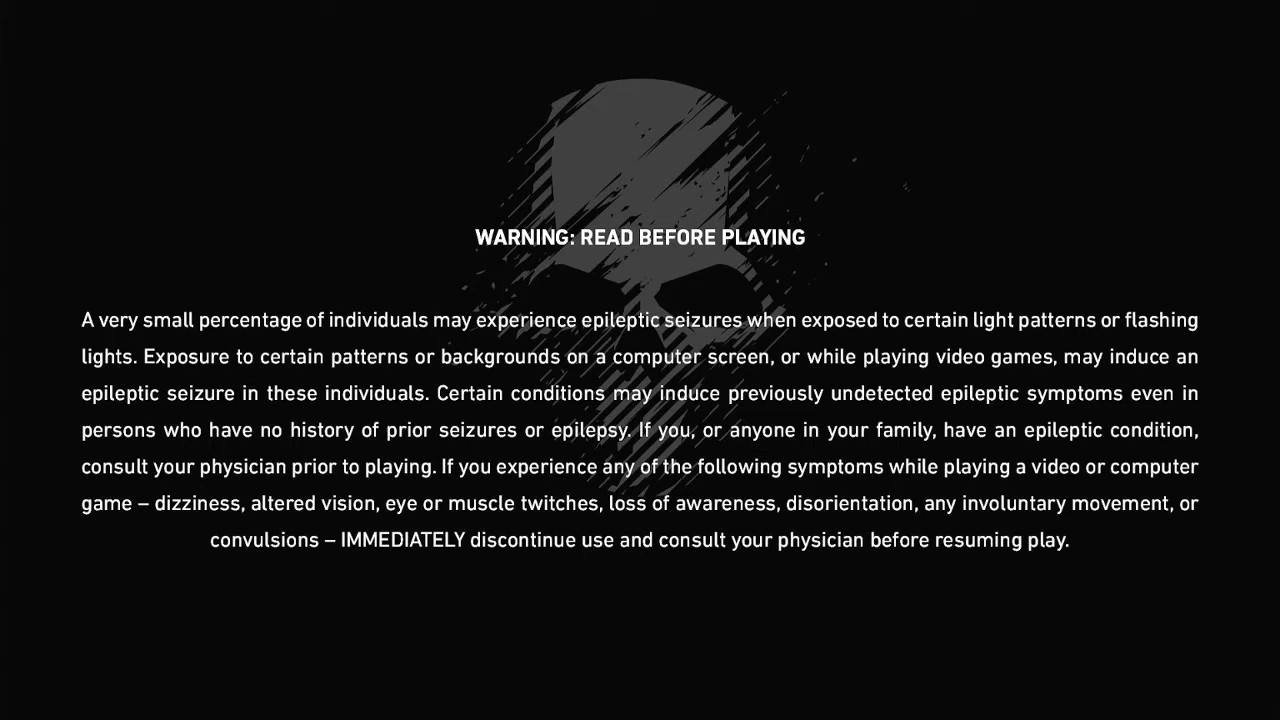 WARNING: READ BEFORE PLAYING
A very small percentage of individuals may experience epileptic seizures when exposed to certain light patterns or flashing
lights. Exposure to certain patterns or backgrounds on a computer screen, or while playing video games, may induce an
epileptic seizure in these individuals. Certain conditions may induce previously undetected epileptic symptoms even in
persons who have no history of prior seizures or epilepsy. If you, or anyone in your family, have an epileptic condition,
consult your physician prior to playing. If you experience any of the following symptoms while playing a video or computer
game – dizziness, altered vision, eye or muscle twitches, loss of awareness, disorientation, any involuntary movement, or
convulsions – IMMEDIATELY discontinue use and consult your physician before resuming play.